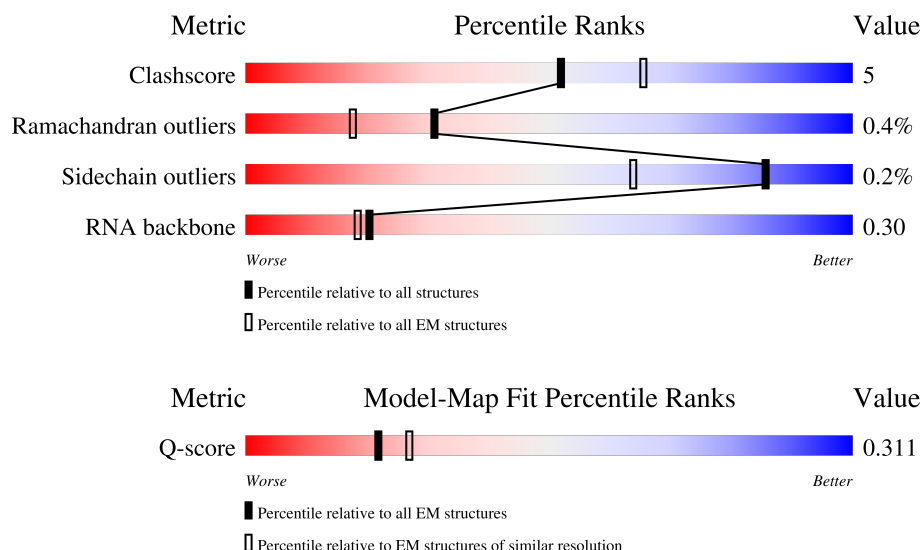 Metric Percentile Ranks Value
Clashscore 5
Ramachandran outliers 0.4%
Sidechain outliers 0.2%
RNA backbone 0.30
Worse Better
Percentile relative to all structures
Percentile relative to all EM structures
Metric Model-Map Fit Percentile Ranks Value
Q-score 0.311
Worse Better
Percentile relative to all EM structures
Percentile relative to EM structures of similar resolution